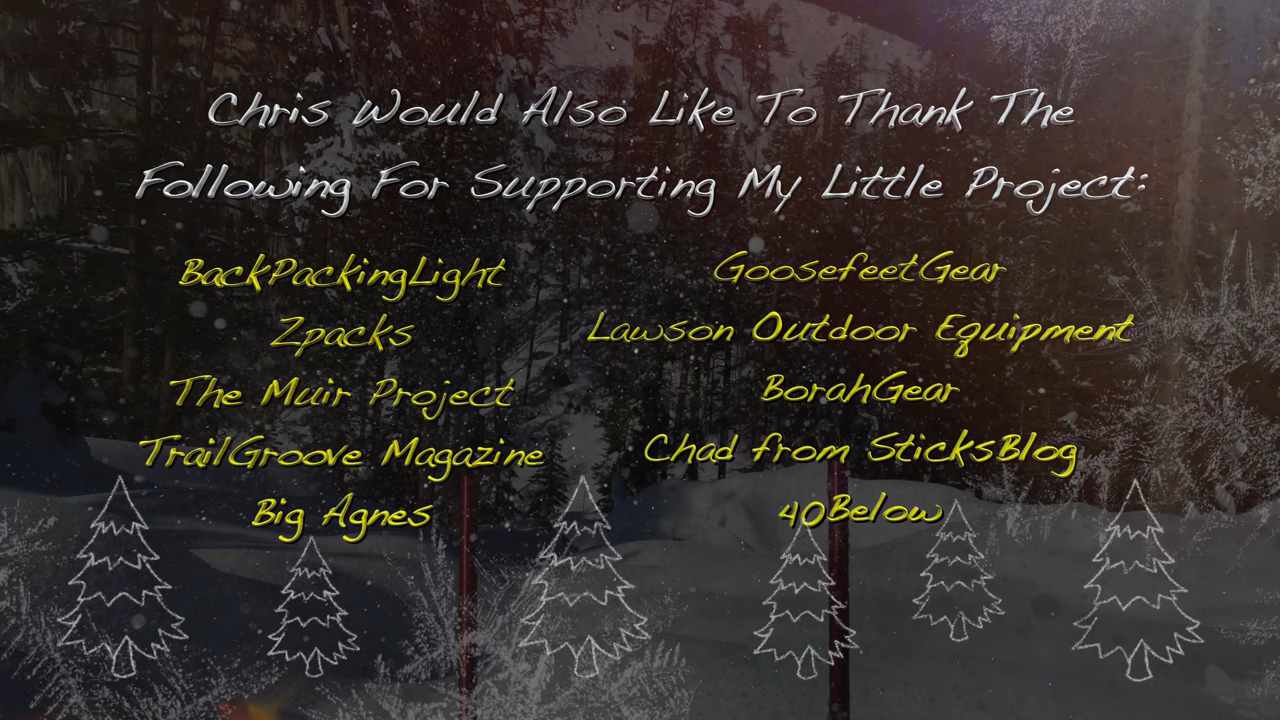 Chris Would Also Like To Thank The
Following For Supporting My Little Project:
BackPackingLight
Zpacks
The Muir Project
TrailGroove Magazine
Big Agnes
GoosefeetGear
Lawson Outdoor Equipment
BorahGear
Chad from SticksBlog
40Below